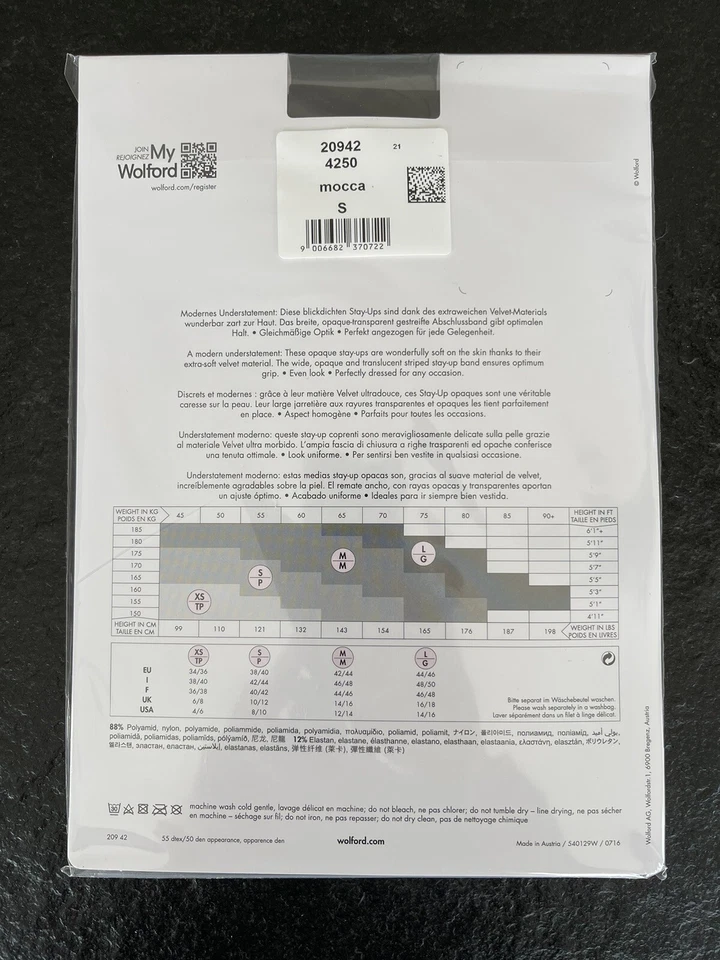 JOIN
REJOIGNEZ My
Wolford
wolford.com/register
20942 21
4250
mocca
S
9 006682 370722
© Wolford
Modernes Understatement: Diese blickdichten Stay-Ups sind dank des extraweichen Velvet-Materials
wunderbar zart zur Haut. Das breite, opaque-transparent gestreifte Abschlussband gibt optimalen
Halt. • Gleichmäßige Optik • Perfekt angezogen für jede Gelegenheit.
A modern understatement: These opaque stay-ups are wonderfully soft on the skin thanks to their
extra-soft velvet material. The wide, opaque and translucent striped stay-up band ensures optimum
grip. • Even look • Perfectly dressed for any occasion.
Discrets et modernes : grâce à leur matière Velvet ultradouce, ces Stay-Up opaques sont une véritable
caresse sur la peau. Leur large jarretière aux rayures transparentes et opaques les tient parfaitement
en place. • Aspect homogène • Parfaits pour toutes les occasions.
Understatement moderno: queste stay-up coprenti sono meravigliosamente delicate sulla pelle grazie
al materiale Velvet ultra morbido. L'ampia fascia di chiusura a righe trasparenti ed opache conferisce
una tenuta ottimale. • Look uniforme. • Per sentirsi ben vestite in qualsiasi occasione.
Understatement moderno: estas medias stay-up opacas son, gracias al suave material de velvet,
increíblemente agradables sobre la piel. El remate ancho, con rayas opacas y transparentes aportan
un ajuste óptimo. • Acabado uniforme • Ideales para ir siempre bien vestida.
WEIGHT IN KG 45 50 55 60 65 70 75 80 85 90+ HEIGHT IN FT
POIDS EN KG TAILLE EN PIEDS
185 6'1"+
180 5'11"
175 5'9"
170 5'7"
165 5'5"
160 5'3"
155 5'1"
150 4'11"
XS
TP
S
P
M
M
L
G
HEIGHT IN CM 99 110 121 132 143 154 165 176 187 198 WEIGHT IN LBS
TAILLE EN CM POIDS EN LIVRES
XS S M L
TP P M G
EU 34/36 38/40 42/44 44/46
I 38/40 42/44 46/48 48/50
F 36/38 40/42 44/46 46/48
UK 6/8 10/12 14/16 16/18
USA 4/6 8/10 12/14 14/16
Bitte separat im Wäschebeutel waschen.
Please wash separately in a washbag.
Laver séparément dans un filet à linge délicat.
88% Polyamid, nylon, polyamide, poliammide, poliamida, polyamidy, πολυαμίδιο, poliamid, poliamit, ナイロン, 폴리아미드, полиамид, поліамід, بولي أميد,
poliamidă, poliamidas, poliamīds, pólýamíð, 尼龙, 尼龍 12% Elastan, elastane, élasthanne, elastano, elasthaan, elastaania, ελαστάνη, elasztán, ポリウレタン,
엘라스탄, эластан, еластан, إيلاستين, elastanas, elastāns, 弹性纤维 (莱卡), 彈性纖維 (萊卡)
machine wash cold gentle, lavage délicat en machine; do not bleach, ne pas chlorer; do not tumble dry – line drying, ne pas sécher
en machine – séchage sur fil; do not iron, ne pas repasser; do not dry clean, pas de nettoyage chimique
209 42 55 dtex/50 den appearance, apparence den wolford.com Made in Austria / 540129W / 0716
Wolford AG, Wolfordstr.1, 6900 Bregenz, Austria